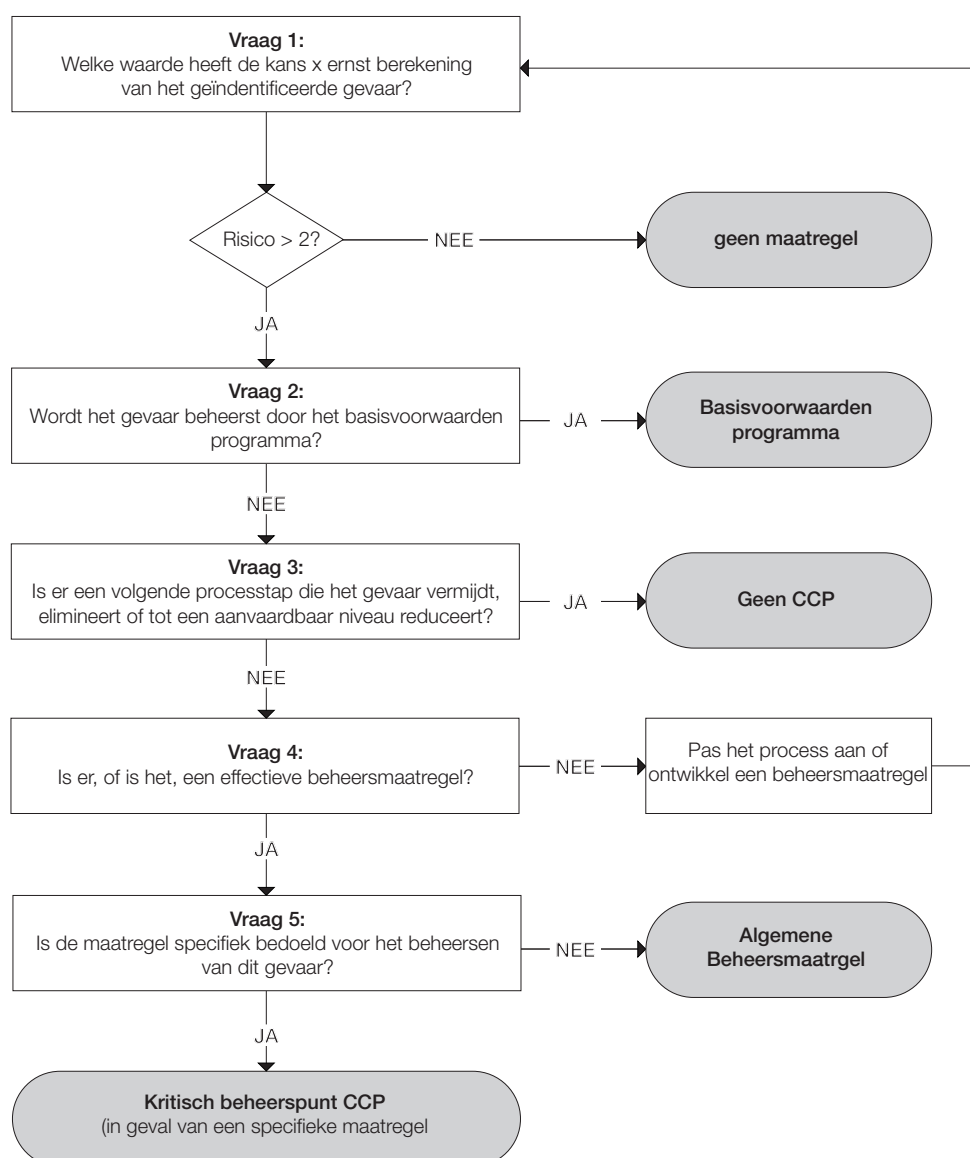 Vraag 1:
Welke waarde heeft de kans x ernst berekening
van het geïndentificeerde gevaar?
Risico > 2?
NEE
geen maatregel
JA
Vraag 2:
Wordt het gevaar beheerst door het basisvoorwaarden
programma?
JA
Basisvoorwaarden
programma
NEE
Vraag 3:
Is er een volgende processtap die het gevaar vermijdt,
elimineert of tot een aanvaardbaar niveau reduceert?
JA
Geen CCP
NEE
Vraag 4:
Is er, of is het, een effectieve beheersmaatregel?
NEE
Pas het process aan of
ontwikkel een beheersmaatregel
JA
Vraag 5:
Is de maatregel specifiek bedoeld voor het beheersen
van dit gevaar?
NEE
Algemene
Beheersmaatrgel
JA
Kritisch beheerspunt CCP
(in geval van een specifieke maatregel